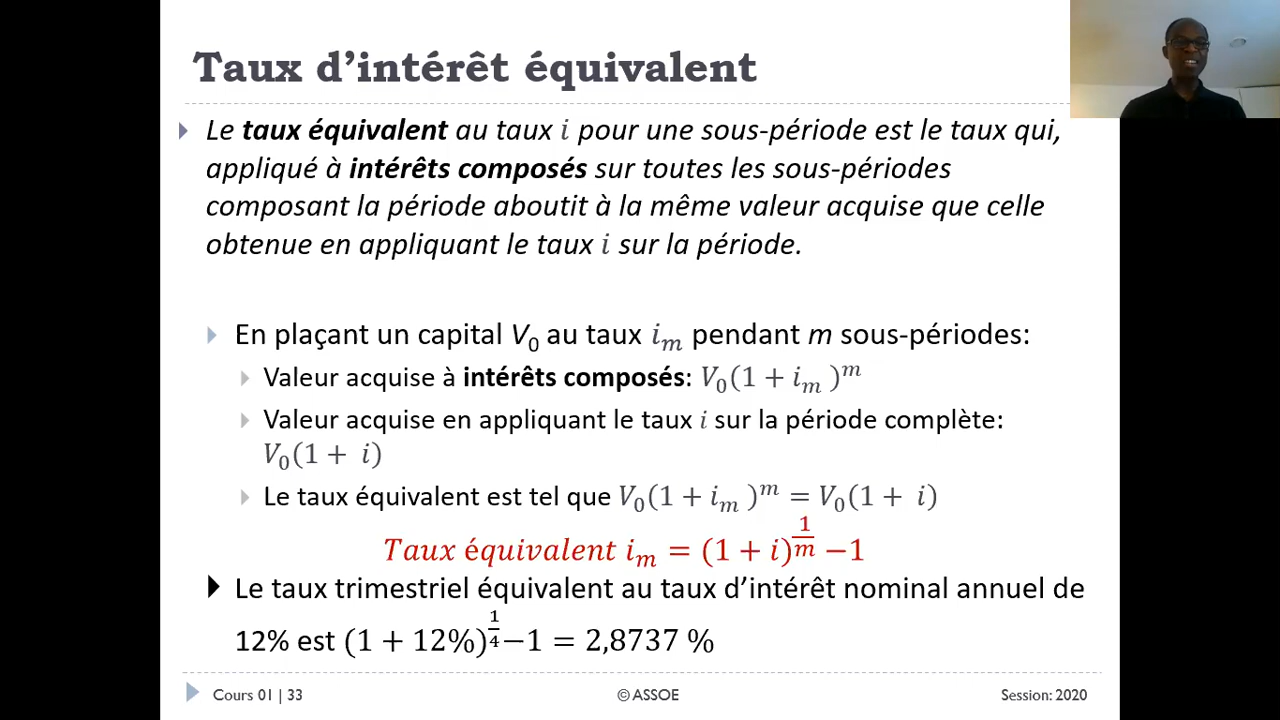 Taux d’intérêt équivalent
Le taux équivalent au taux i pour une sous-période est le taux qui,
appliqué à intérêts composés sur toutes les sous-périodes
composant la période aboutit à la même valeur acquise que celle
obtenue en appliquant le taux i sur la période.
En plaçant un capital V₀ au taux iₘ pendant m sous-périodes:
Valeur acquise à intérêts composés: V₀(1 + iₘ )ᵐ
Valeur acquise en appliquant le taux i sur la période complète:
V₀(1 + i)
Le taux équivalent est tel que V₀(1 + iₘ )ᵐ = V₀(1 + i)
Taux équivalent iₘ = (1 + i)^(1/m) −1
Le taux trimestriel équivalent au taux d’intérêt nominal annuel de
12% est (1 + 12%)^(1/4)−1 = 2,8737 %
Cours 01 | 33
© ASSOE
Session: 2020